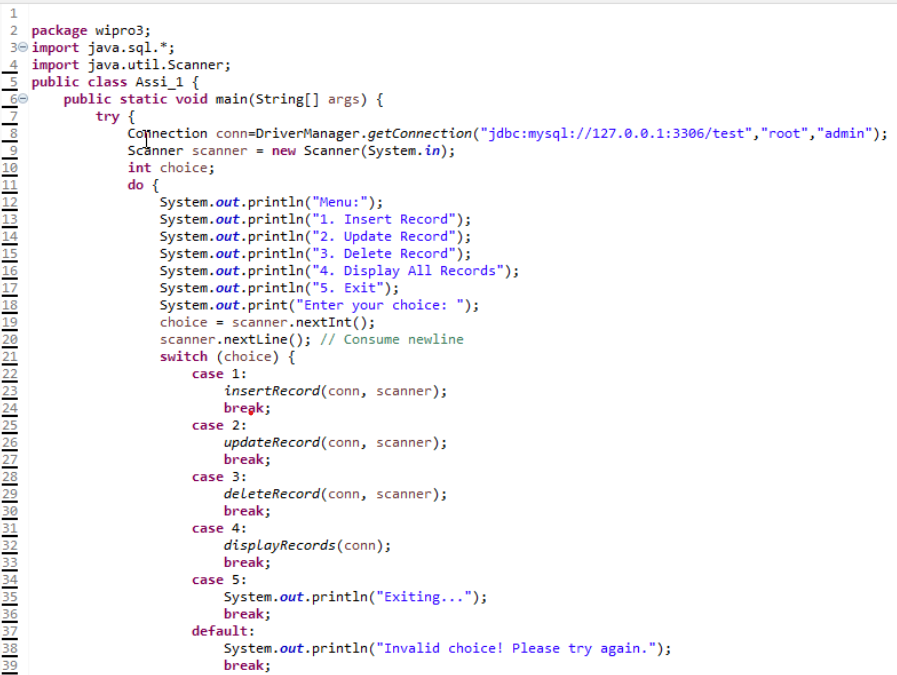 1
2 package wipro3;
3 import java.sql.*;
4 import java.util.Scanner;
5 public class Assi_1 {
6     public static void main(String[] args) {
7         try {
8             Connection conn=DriverManager.getConnection("jdbc:mysql://127.0.0.1:3306/test","root","admin");
9             Scanner scanner = new Scanner(System.in);
10             int choice;
11             do {
12                 System.out.println("Menu:");
13                 System.out.println("1. Insert Record");
14                 System.out.println("2. Update Record");
15                 System.out.println("3. Delete Record");
16                 System.out.println("4. Display All Records");
17                 System.out.println("5. Exit");
18                 System.out.print("Enter your choice: ");
19                 choice = scanner.nextInt();
20                 scanner.nextLine(); // Consume newline
21                 switch (choice) {
22                     case 1:
23                         insertRecord(conn, scanner);
24                         break;
25                     case 2:
26                         updateRecord(conn, scanner);
27                         break;
28                     case 3:
29                         deleteRecord(conn, scanner);
30                         break;
31                     case 4:
32                         displayRecords(conn);
33                         break;
34                     case 5:
35                         System.out.println("Exiting...");
36                         break;
37                     default:
38                         System.out.println("Invalid choice! Please try again.");
39                         break;